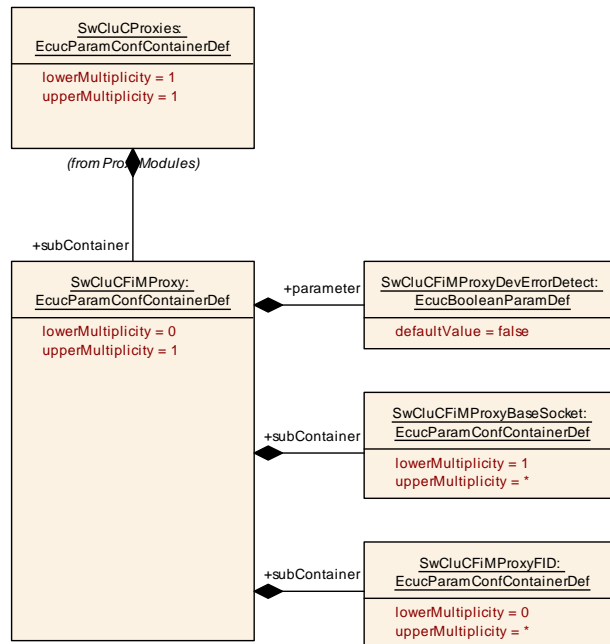 SwCluCProxies:
EcucParamConfContainerDef
lowerMultiplicity = 1
upperMultiplicity = 1
(from ProxyModules)
+subContainer
SwCluCFiMProxy:
EcucParamConfContainerDef
lowerMultiplicity = 0
upperMultiplicity = 1
+parameter
SwCluCFiMProxyDevErrorDetect:
EcucBooleanParamDef
defaultValue = false
+subContainer
SwCluCFiMProxyBaseSocket:
EcucParamConfContainerDef
lowerMultiplicity = 1
upperMultiplicity = *
+subContainer
SwCluCFiMProxyFID:
EcucParamConfContainerDef
lowerMultiplicity = 0
upperMultiplicity = *